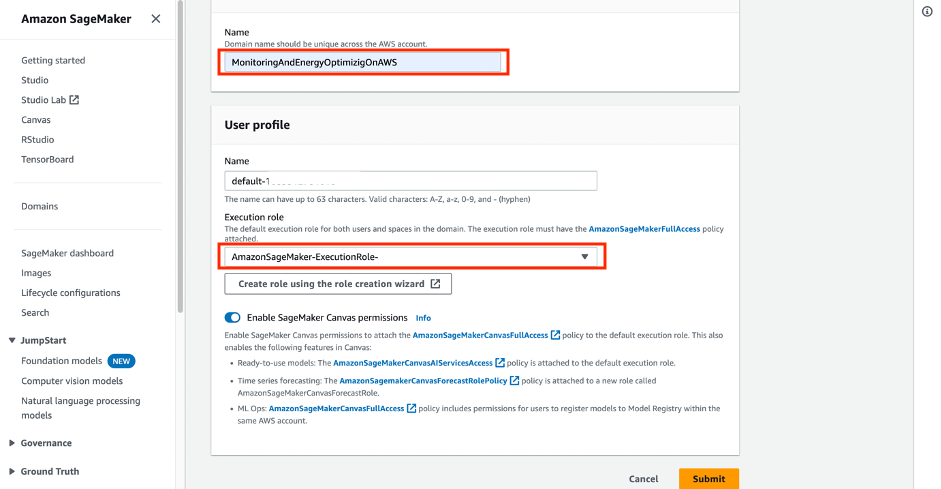 Amazon SageMaker
Getting started
Studio
Studio Lab
Canvas
RStudio
TensorBoard
Domains
SageMaker dashboard
Images
Lifecycle configurations
Search
JumpStart
Foundation models NEW
Computer vision models
Natural language processing
models
Governance
Ground Truth
Name
Domain name should be unique across the AWS account.
MonitoringAndEnergyOptimizigOnAWS
User profile
Name
default-
The name can have up to 63 characters. Valid characters: A-Z, a-z, 0-9, and - (hyphen)
Execution role
The default execution role for both users and spaces in the domain. The execution role must have the AmazonSageMakerFullAccess policy
attached.
AmazonSageMaker-ExecutionRole-
Create role using the role creation wizard
Enable SageMaker Canvas permissions Info
Enable SageMaker Canvas permissions to attach the AmazonSageMakerCanvasFullAccess policy to the default execution role. This also
enables the following features in Canvas:
• Ready-to-use models: The AmazonSageMakerCanvasAIServicesAccess policy is attached to the default execution role.
• Time series forecasting: The AmazonSagemakerCanvasForecastRolePolicy policy is attached to a new role called
AmazonSageMakerCanvasForecastRole.
• ML Ops: AmazonSageMakerCanvasFullAccess policy includes permissions for users to register models to Model Registry within the
same AWS account.
Cancel
Submit